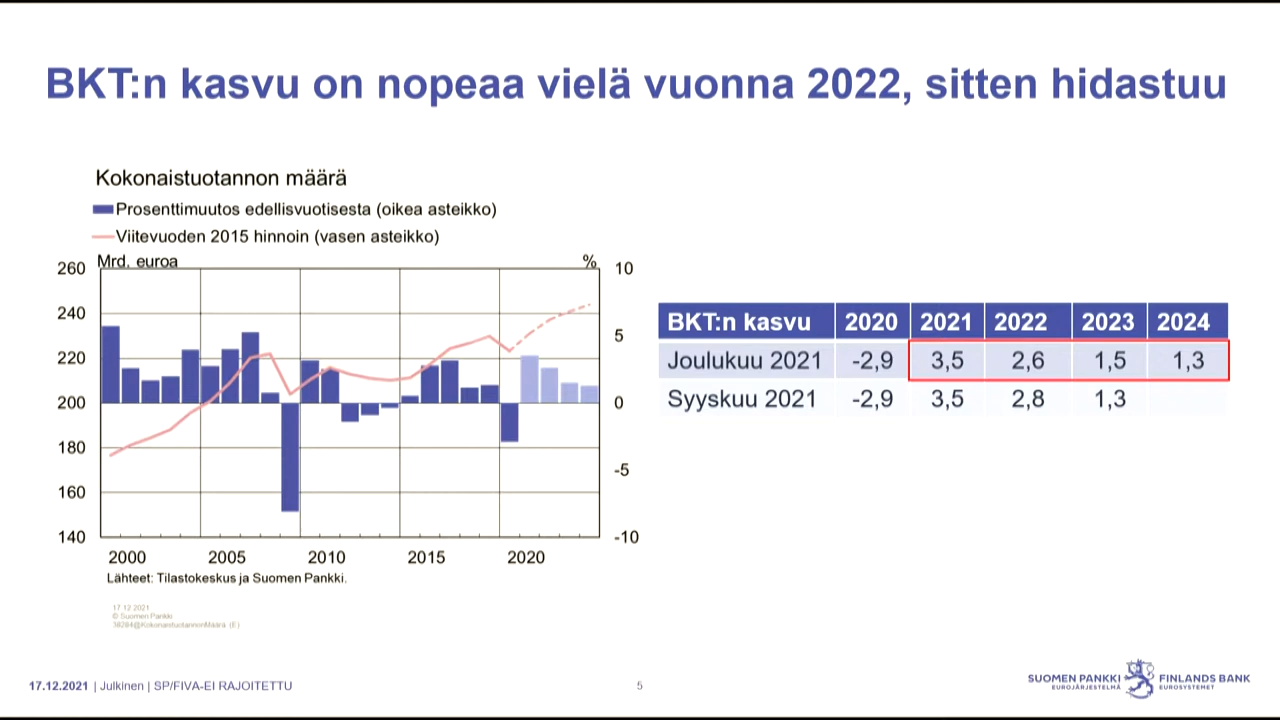 BKT:n kasvu on nopeaa vielä vuonna 2022, sitten hidastuu
Kokonaistuotannon määrä
Prosenttimuutos edellisvuotisesta (oikea asteikko)
Viitevuoden 2015 hinnoin (vasen asteikko)
Mrd. euroa %
260 10
240
5
220
200 0
180
-5
160
140 -10
2000 2005 2010 2015 2020
Lähteet: Tilastokeskus ja Suomen Pankki.
17.12.2021
© Suomen Pankki
38284@KokonaistuotannonMäärä (E)
BKT:n kasvu 2020 2021 2022 2023 2024
Joulukuu 2021 -2,9 3,5 2,6 1,5 1,3
Syyskuu 2021 -2,9 3,5 2,8 1,3
17.12.2021 | Julkinen | SP/FIVA-EI RAJOITETTU
5
SUOMEN PANKKI FINLANDS BANK
EUROJÄRJESTELMÄ EUROSYSTEMET